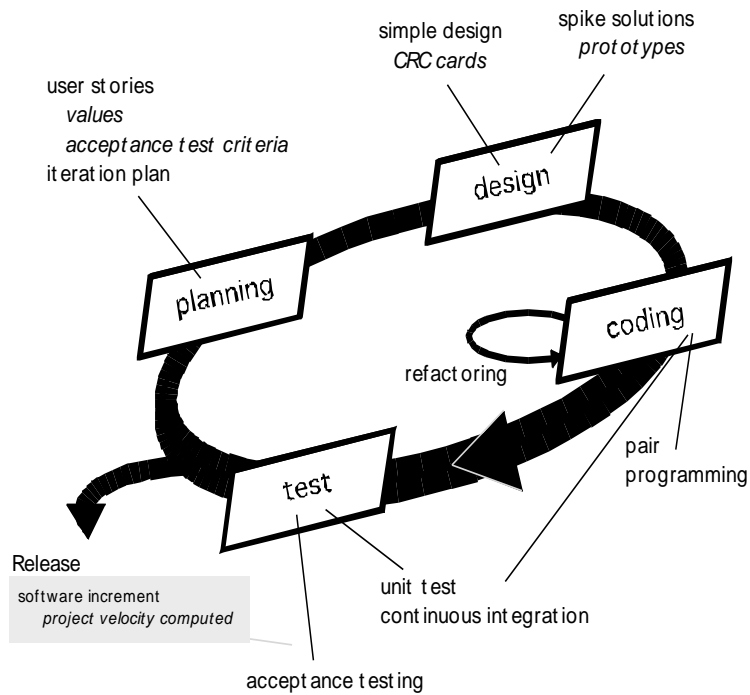 spike solutions
prototypes
simple design
CRC cards
user stories
values
acceptance test criteria
iteration plan
design
planning
coding
refactoring
pair
programming
test
Release
software increment
project velocity computed
unit test
continuous integration
acceptance testing